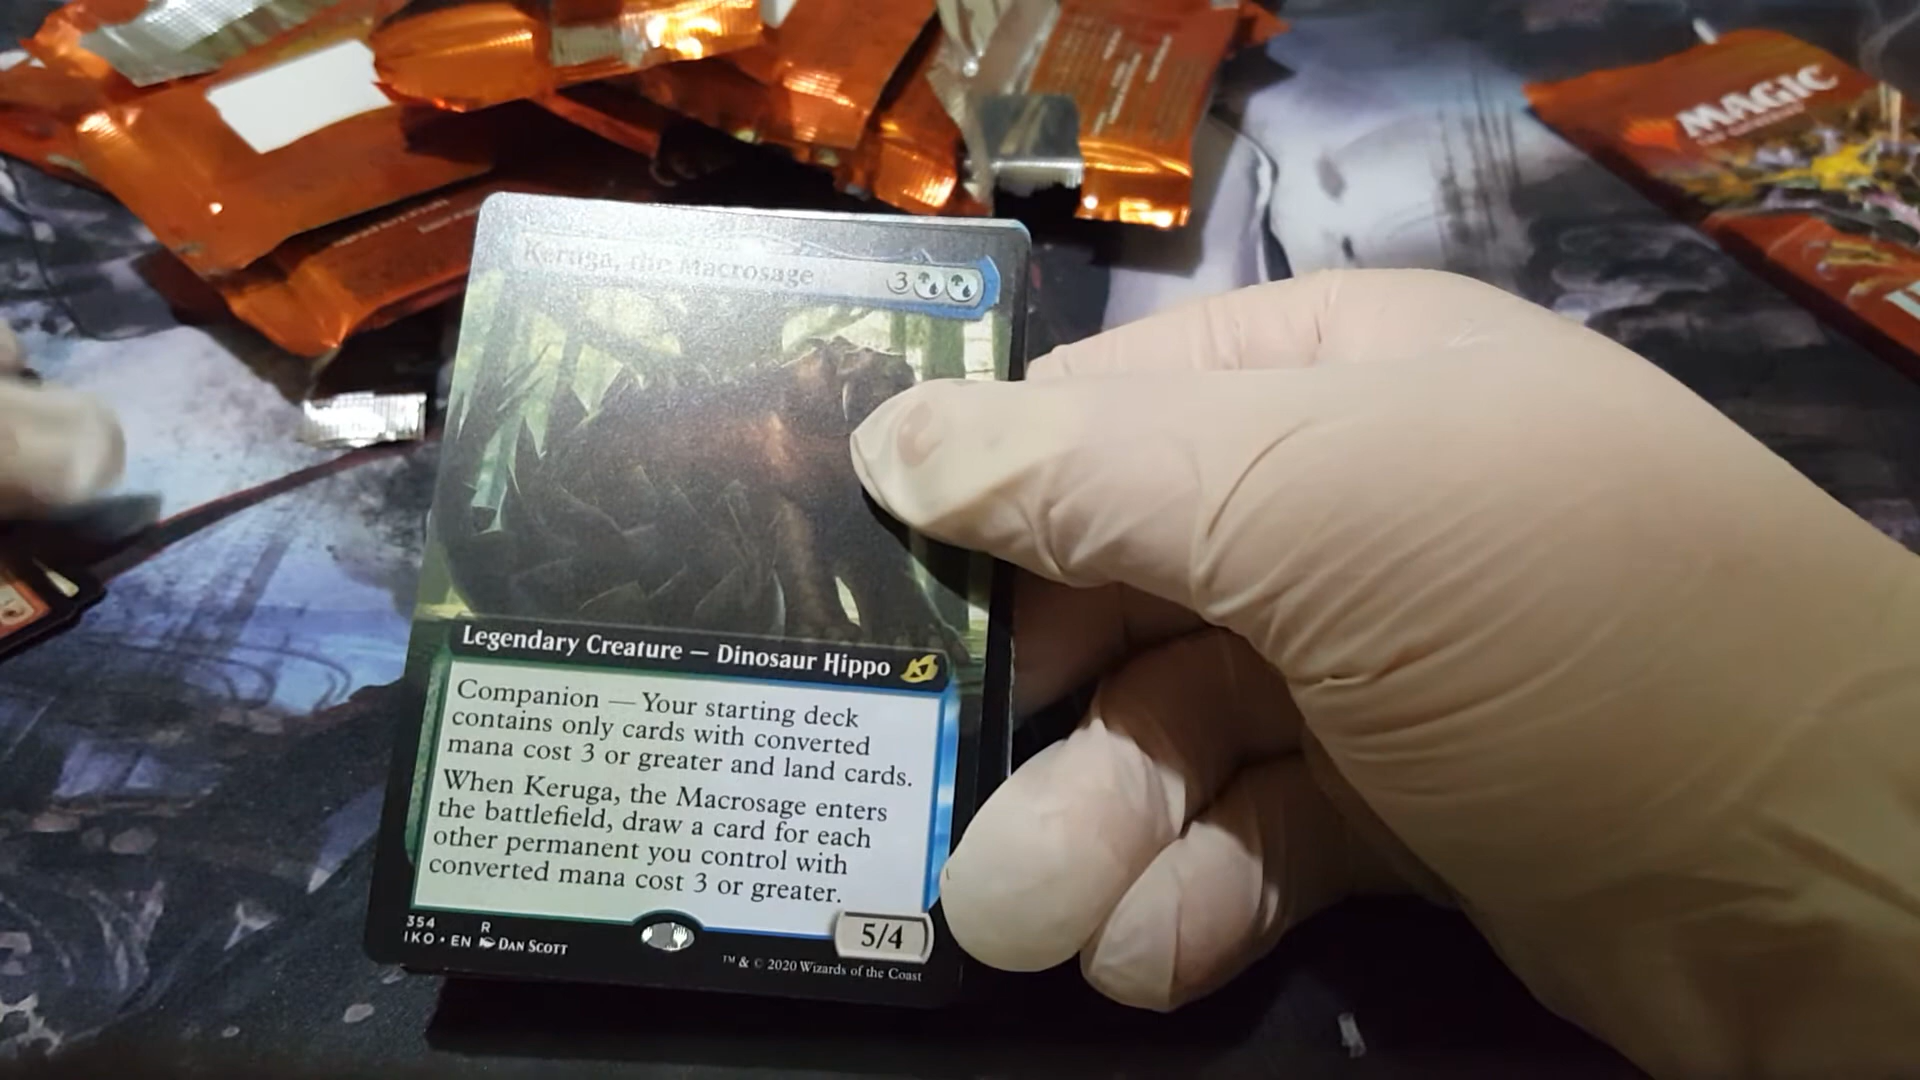 MAGIC
Keruga, the Macrosage
3
Legendary Creature — Dinosaur Hippo
Companion — Your starting deck
contains only cards with converted
mana cost 3 or greater and land cards.
When Keruga, the Macrosage enters
the battlefield, draw a card for each
other permanent you control with
converted mana cost 3 or greater.
5/4
354 R
IKO • EN DAN SCOTT
™ & © 2020 Wizards of the Coast